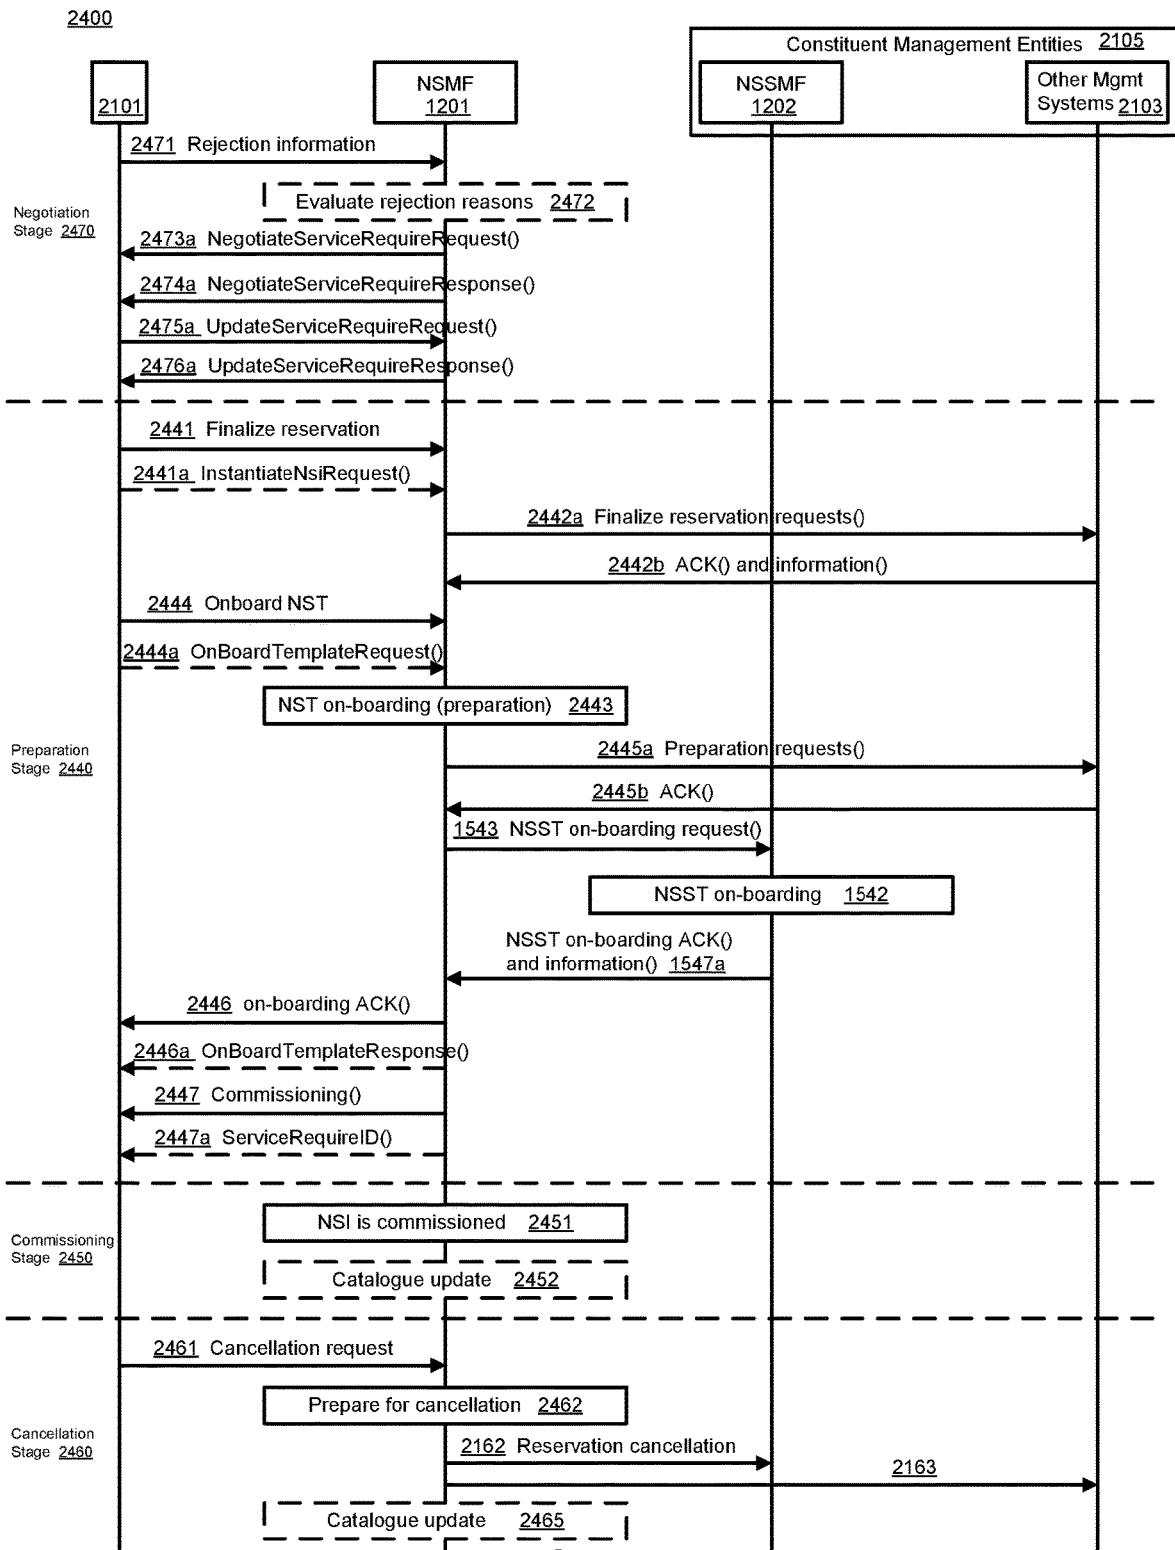 2400
Constituent Management Entities 2105
2101
NSMF
1201
NSSMF
1202
Other Mgmt
Systems 2103
2471 Rejection information
Evaluate rejection reasons 2472
Negotiation
Stage 2470
2473a NegotiateServiceRequireRequest()
2474a NegotiateServiceRequireResponse()
2475a UpdateServiceRequireRequest()
2476a UpdateServiceRequireResponse()
2441 Finalize reservation
2441a InstantiateNsiRequest()
2442a Finalize reservation requests()
2442b ACK() and information()
2444 Onboard NST
2444a OnBoardTemplateRequest()
NST on-boarding (preparation) 2443
Preparation
Stage 2440
2445a Preparation requests()
2445b ACK()
1543 NSST on-boarding request()
NSST on-boarding 1542
NSST on-boarding ACK()
and information() 1547a
2446 on-boarding ACK()
2446a OnBoardTemplateResponse()
2447 Commissioning()
2447a ServiceRequireID()
NSI is commissioned 2451
Commissioning
Stage 2450
Catalogue update 2452
2461 Cancellation request
Prepare for cancellation 2462
Cancellation
Stage 2460
2162 Reservation cancellation
2163
Catalogue update 2465